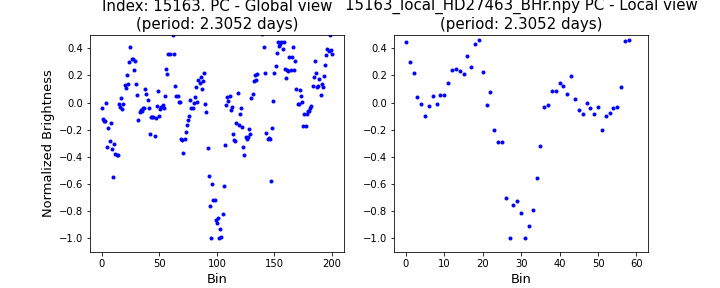 Index: 15163. PC - Global view
(period: 2.3052 days)
15163_local_HD27463_BHr.npy PC - Local view
(period: 2.3052 days)
Normalized Brightness
0.4
0.2
0.0
−0.2
−0.4
−0.6
−0.8
−1.0
0 50 100 150 200
Bin
0.4
0.2
0.0
−0.2
−0.4
−0.6
−0.8
−1.0
0 10 20 30 40 50 60
Bin